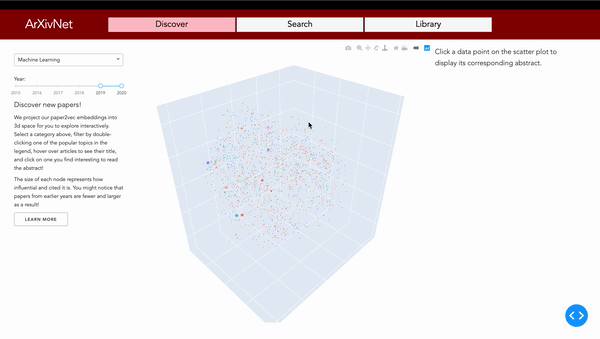 ArXivNet
Discover
Search
Library
Machine Learning
Year:
2015 2016 2017 2018 2019 2020
Discover new papers!
We project our paper2vec embeddings into
3d space for you to explore interactively.
Select a category above, filter by double-
clicking one of the popular topics in the
legend, hover over articles to see their title,
and click on one you find interesting to read
the abstract!
The size of each node represents how
influential and cited it is. You might notice that
papers from earlier years are fewer and larger
as a result!
LEARN MORE
Click a data point on the scatter plot to
display its corresponding abstract.